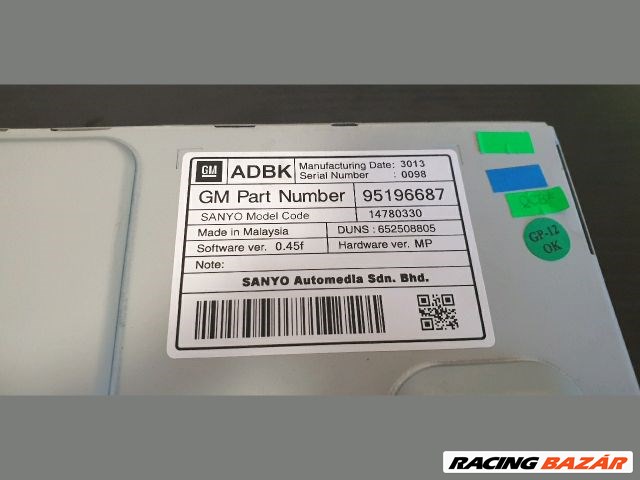 GM ADBK Manufacturing Date: 3013
Serial Number : 0098
GM Part Number 95196687
SANYO Model Code 14780330
Made in Malaysia DUNS : 652508805
Software ver. 0.45f Hardware ver. MP
Note:
SANYO Automedia Sdn. Bhd.
GP-12
OK
RACING BAZÁR